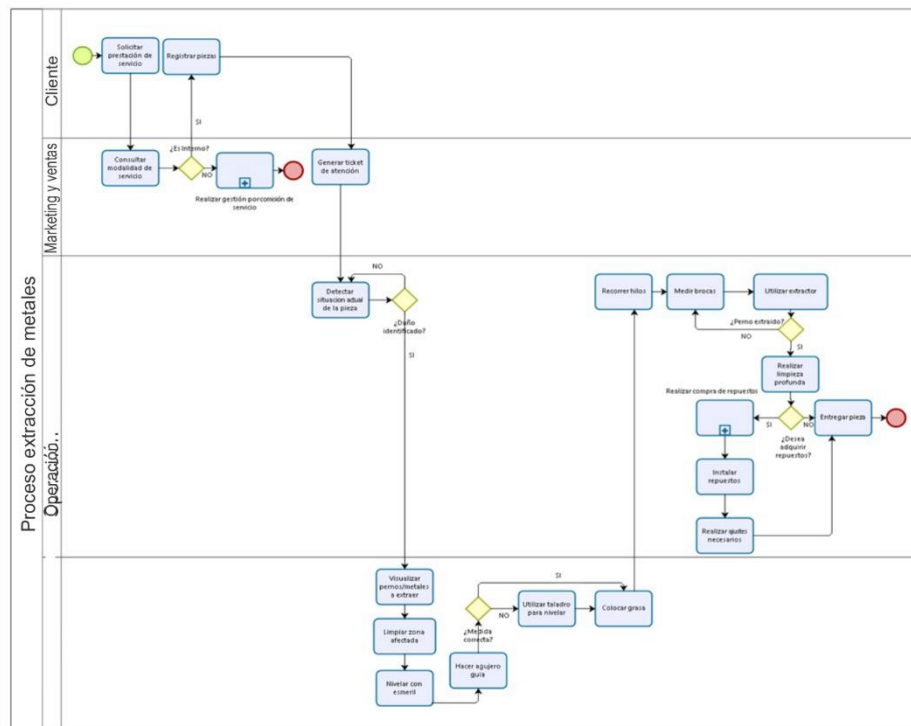 Proceso extracción de metales
Cliente
Solicitar
prestación de
servicio
Registrar piezas
SI
Marketing y ventas
Consultar
modalidad de
servicio
¿Es Interno?
NO
Realizar gestión por comisión de
servicio
Generar ticket
de atención
Operación...
Detectar
situacion actual
de la pieza
NO
¿Daño
identificado?
SI
Recorrer hilos
Medir brocas
Utilizar extractor
¿Perno extraido?
NO
SI
Realizar
limpieza
profunda
Realizar compra de repuestos
SI
NO
¿Desea
adquirir
repuestos?
Entregar pieza
Instalar
repuestos
Realizar ajustes
necesarios
Visualizar
pernos/metales
a extraer
Limpiar zona
afectada
Nivelar con
esmeril
Hacer agujero
guia
¿Medida
correcta?
SI
NO
Utilizar taladro
para nivelar
Colocar grasa